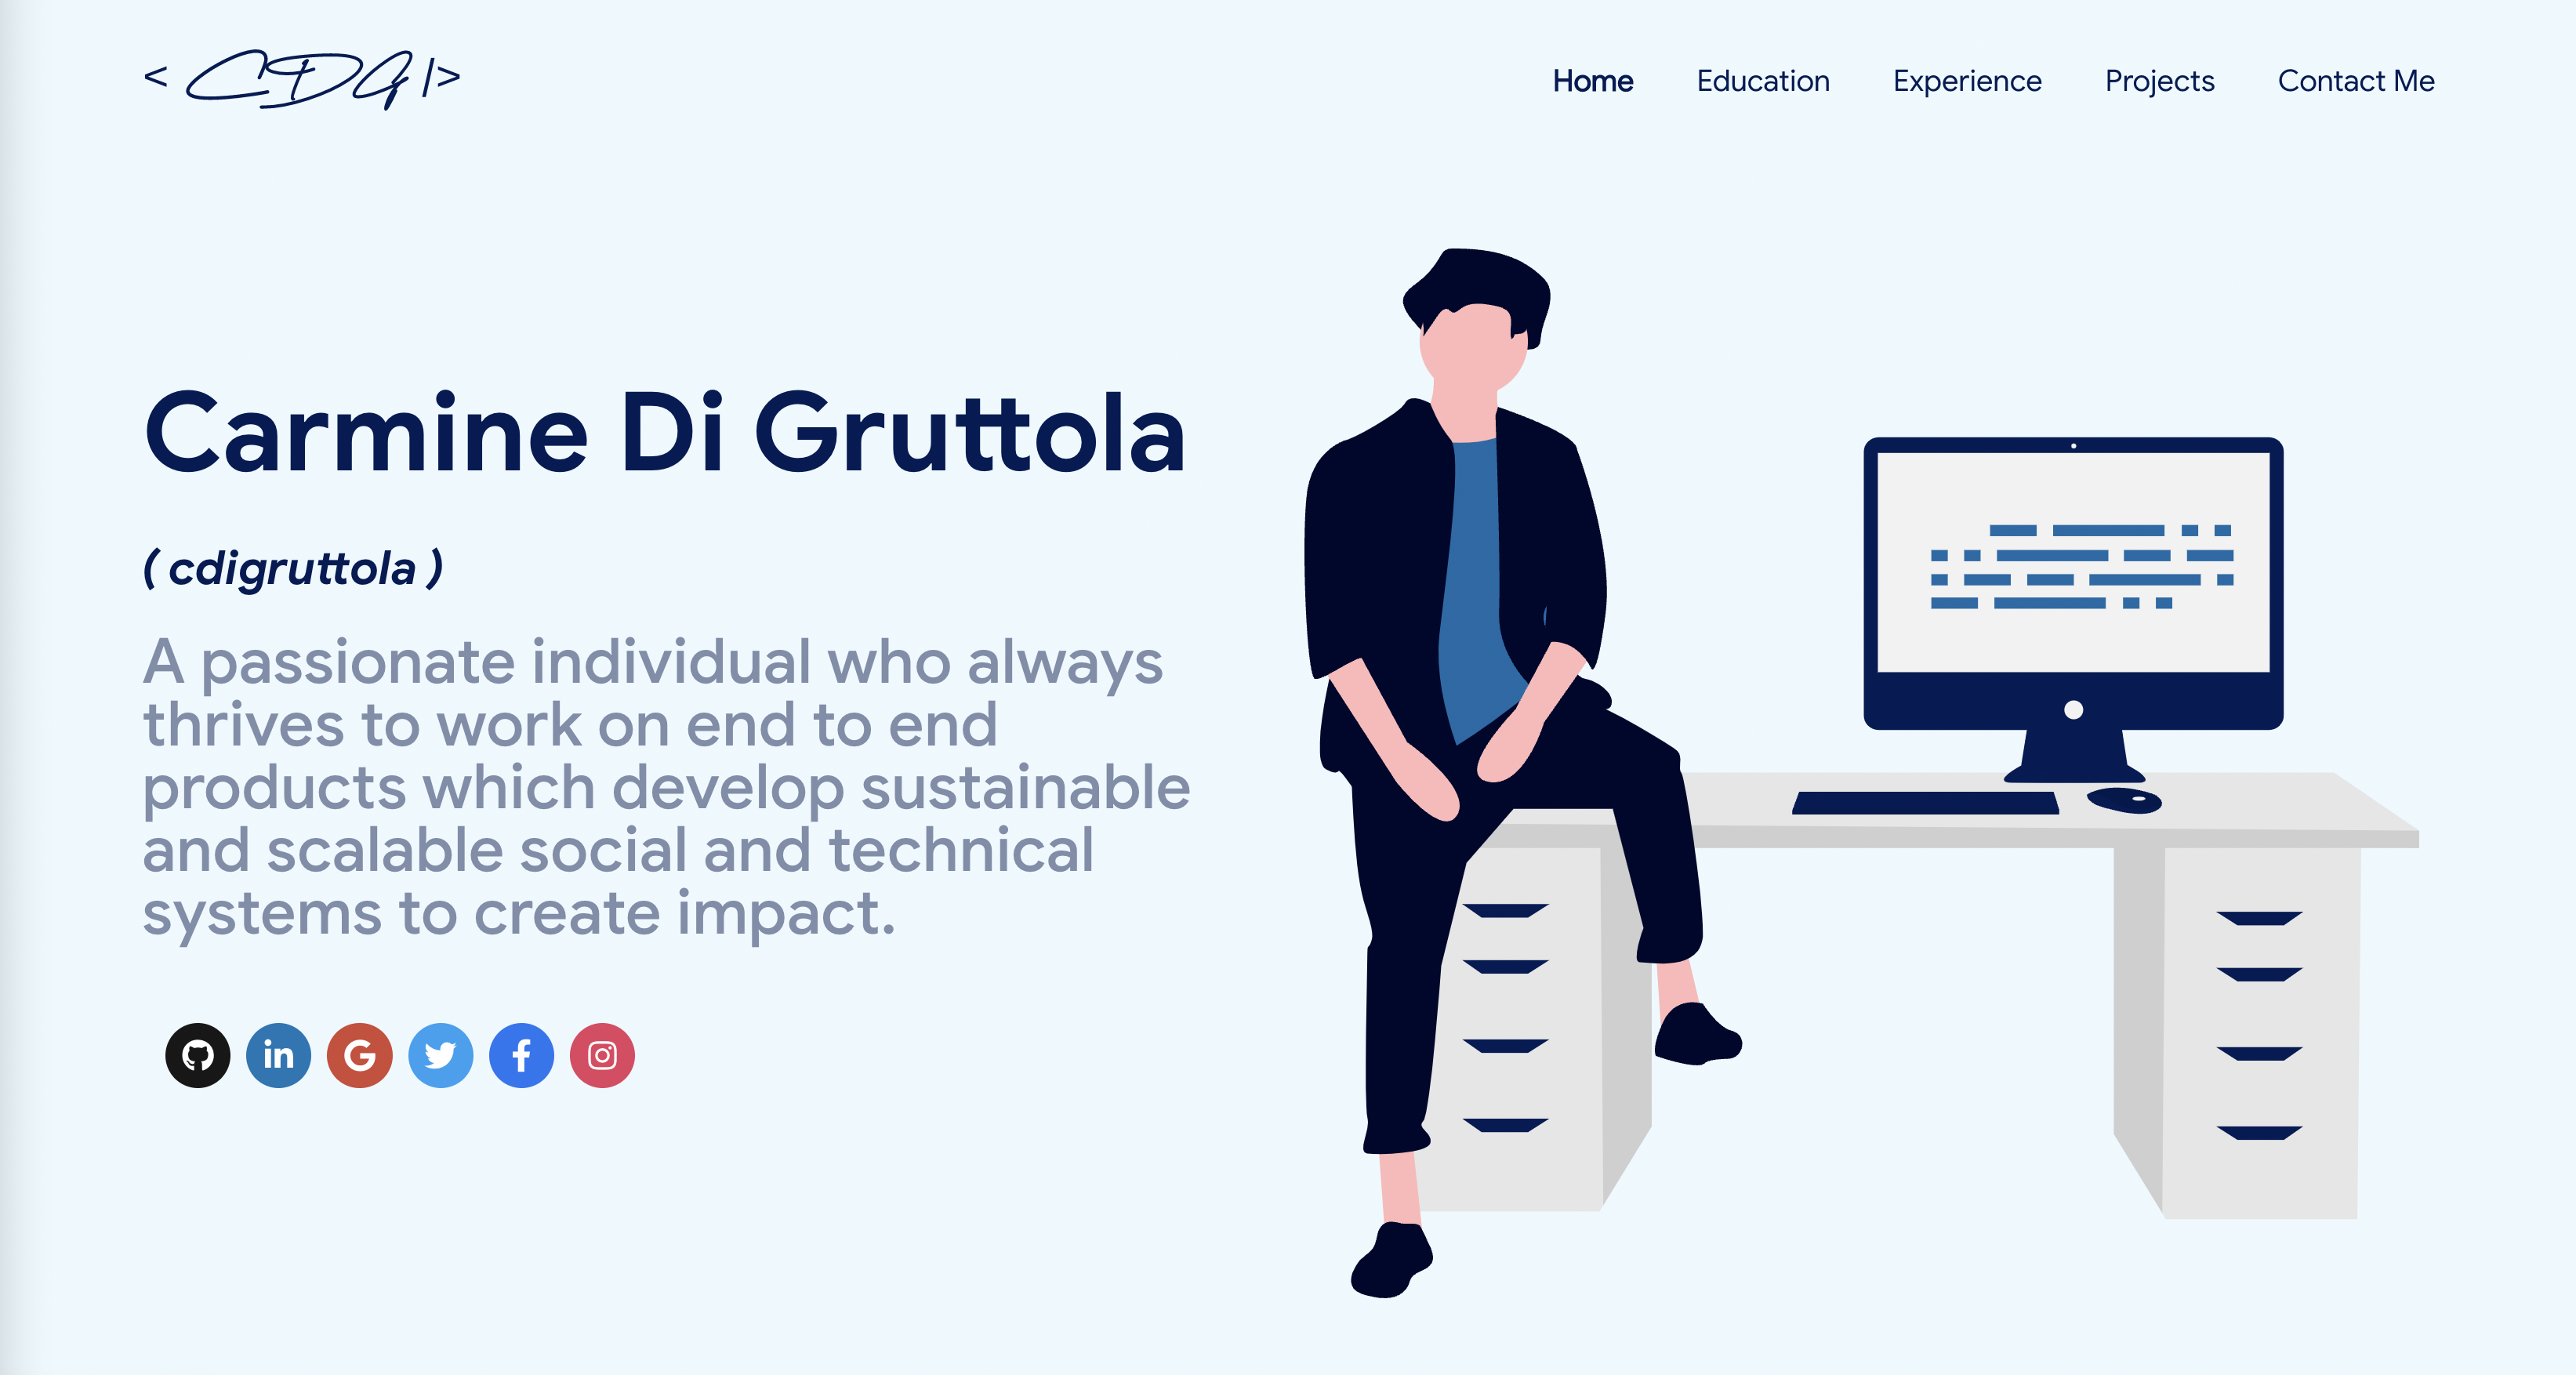 < CDG />
Home Education Experience Projects Contact Me
Carmine Di Gruttola
( cdigruttola )
A passionate individual who always
thrives to work on end to end
products which develop sustainable
and scalable social and technical
systems to create impact.
in